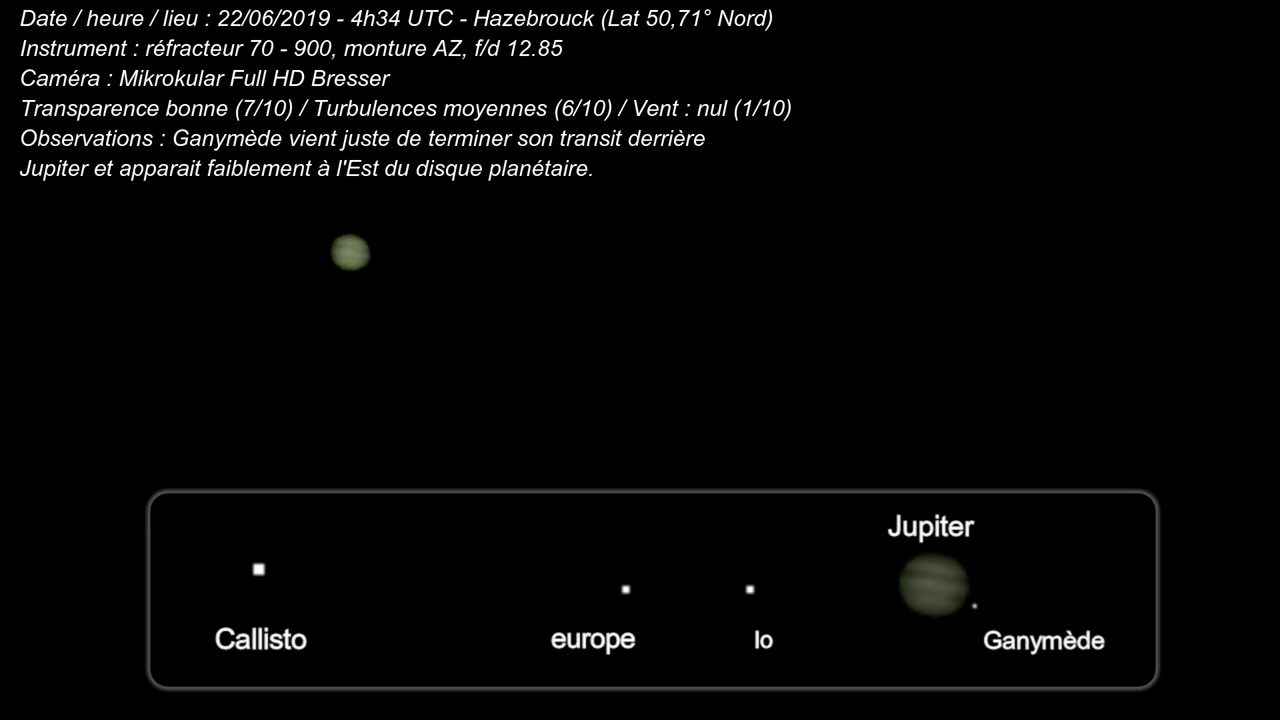 Date / heure / lieu : 22/06/2019 - 4h34 UTC - Hazebrouck (Lat 50,71° Nord)
Instrument : réfracteur 70 - 900, monture AZ, f/d 12.85
Caméra : Mikrokular Full HD Bresser
Transparence bonne (7/10) / Turbulences moyennes (6/10) / Vent : nul (1/10)
Observations : Ganymède vient juste de terminer son transit derrière
Jupiter et apparait faiblement à l'Est du disque planétaire.
Jupiter
Callisto europe Io Ganymède